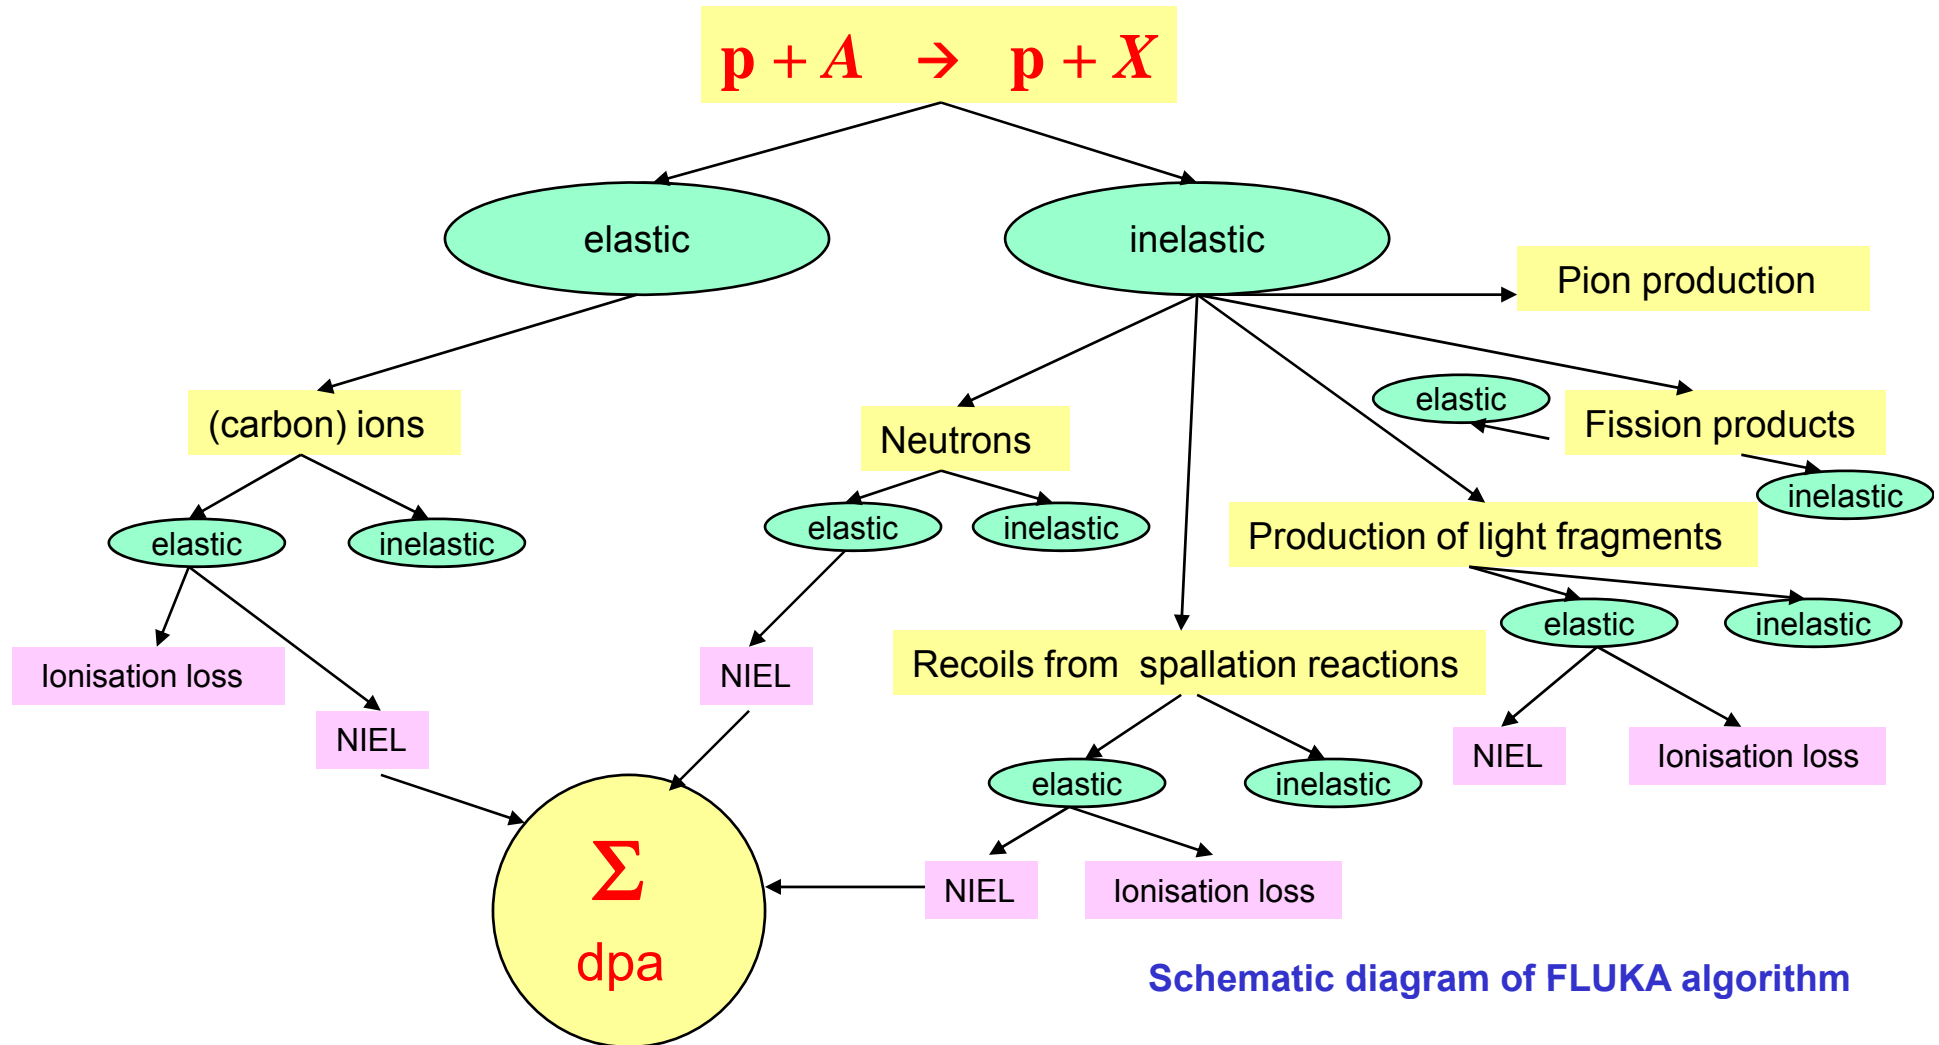 p + A → p + X
elastic
inelastic
Pion production
(carbon) ions
Neutrons
elastic
Fission products
elastic
inelastic
elastic
inelastic
inelastic
Production of light fragments
elastic
inelastic
Ionisation loss
NIEL
NIEL
Recoils from spallation reactions
NIEL
Ionisation loss
elastic
inelastic
NIEL
Ionisation loss
Σ
dpa
Schematic diagram of FLUKA algorithm